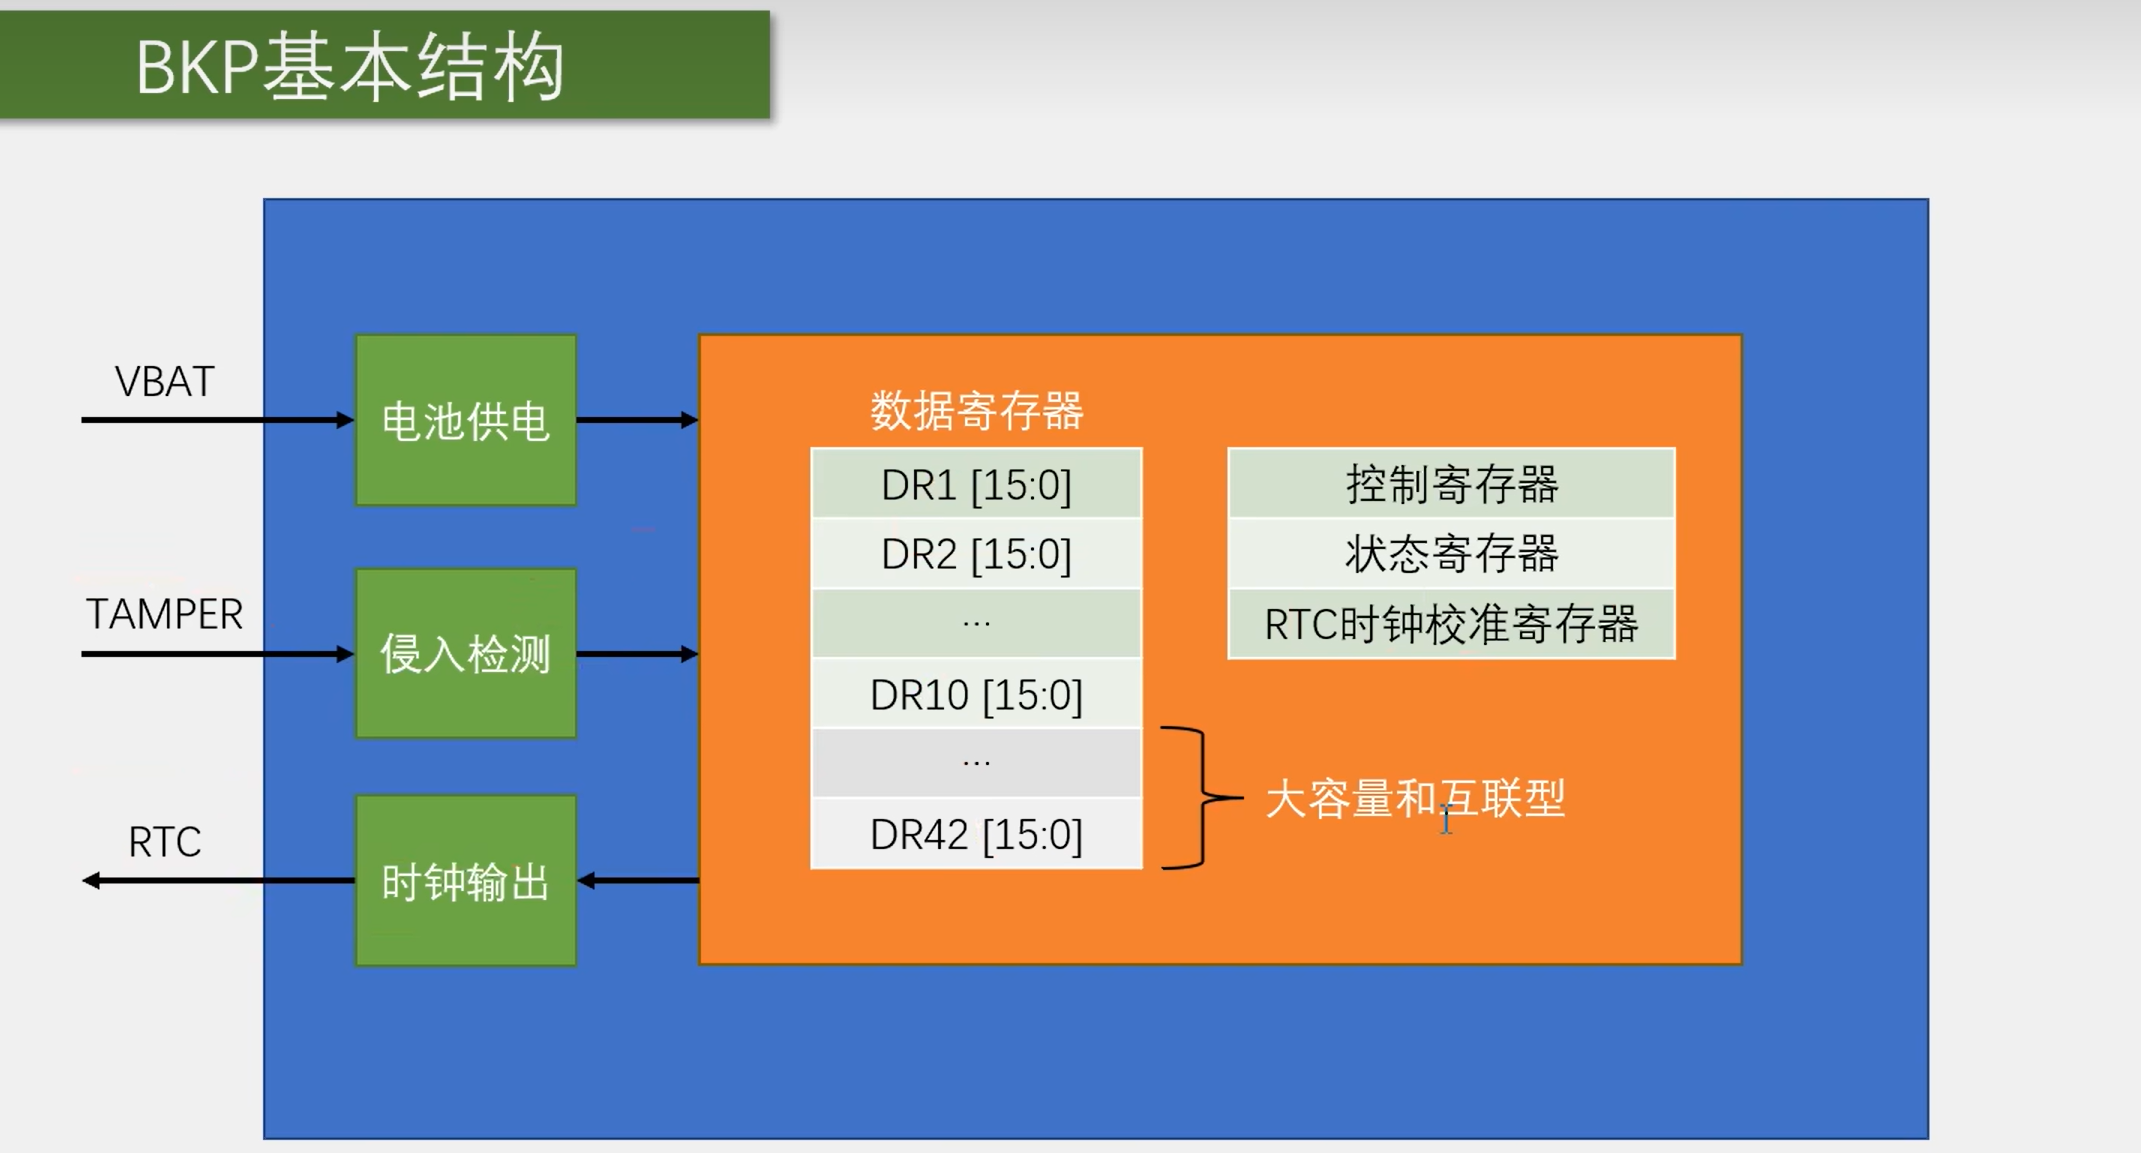 BKP基本结构
VBAT
电池供电
TAMPER
侵入检测
RTC
时钟输出
数据寄存器
DR1 [15:0]
DR2 [15:0]
...
DR10 [15:0]
...
DR42 [15:0]
控制寄存器
状态寄存器
RTC时钟校准寄存器
大容量和互联型